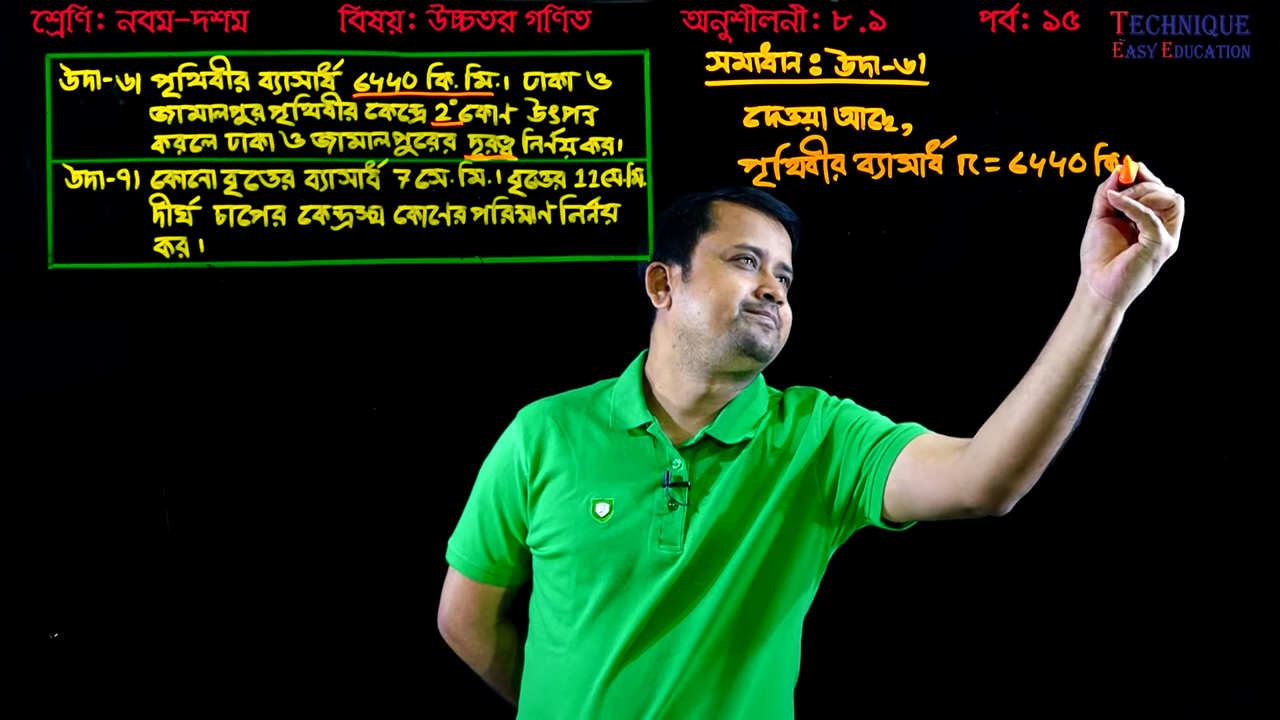 শ্রেণি: নবম-দশম
বিষয়: উচ্চতর গণিত
অনুশীলনী: ৮.১
পর্ব: ১৫
TECHNIQUE
EASY EDUCATION
উদা-৬। পৃথিবীর ব্যাসার্ধ ৬৪৪০ কি. মি.। ঢাকা ও
জামালপুর পৃথিবীর কেন্দ্রে 2° কোণ উৎপন্ন
করলে ঢাকা ও জামালপুরের দূরত্ব নির্ণয় কর।
উদা-৭। কোনো বৃত্তের ব্যাসার্ধ 7 সে. মি.। বৃত্তের 11 সে.মি.
দীর্ঘ চাপের কেন্দ্রস্থ কোণের পরিমাণ নির্ণয়
কর।
সমাধান : উদা-৬।
দেওয়া আছে,
পৃথিবীর ব্যাসার্ধ r = ৬৪৪০ কি